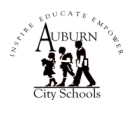 INSPIRE EDUCATE EMPOWER
AUBURN
City Schools